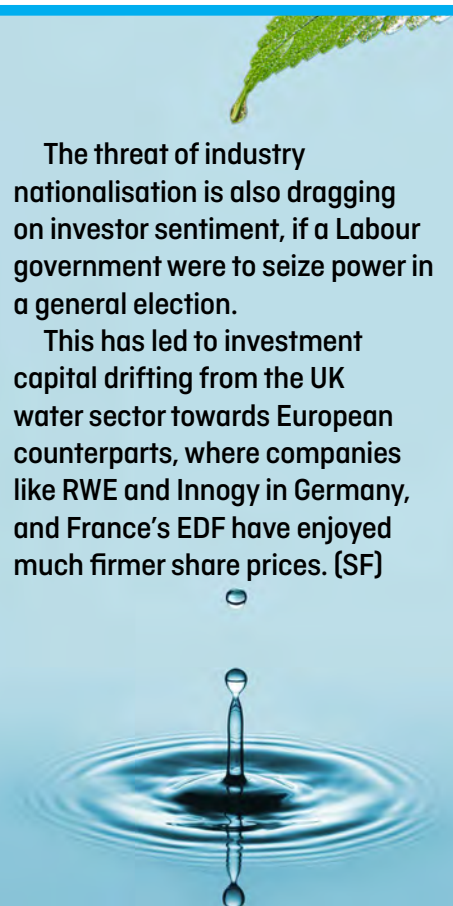 The threat of industry
nationalisation is also dragging
on investor sentiment, if a Labour
government were to seize power in
a general election.
This has led to investment
capital drifting from the UK
water sector towards European
counterparts, where companies
like RWE and Innogy in Germany,
and France's EDF have enjoyed
much firmer share prices. (SF)